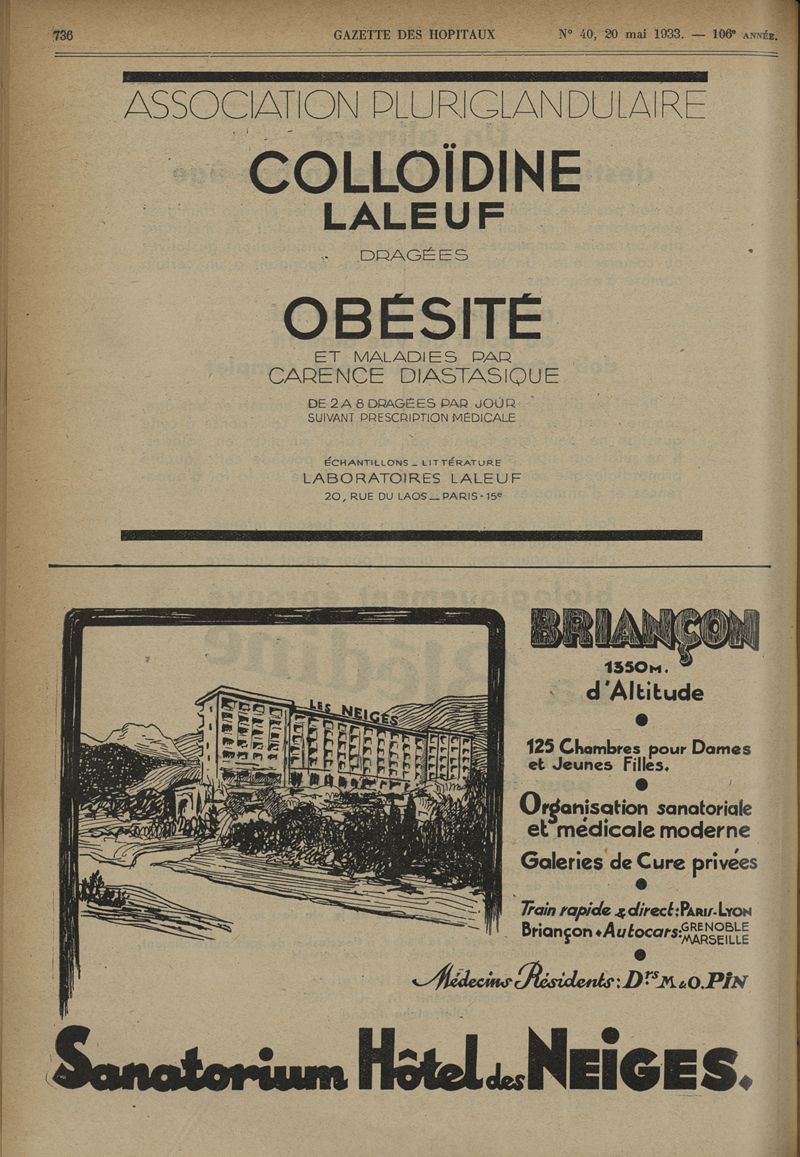 736 GAZETTE DES HOPITAUX N° 40, 20 mai 1933. — 106e ANNÉE.
ASSOCIATION PLURIGLANDULAIRE
COLLOÏDINE
LALEUF
DRAGÉES
OBÉSITÉ
ET MALADIES PAR
CARENCE DIASTASIQUE
DE 2 A 8 DRAGÉES PAR JOUR
SUIVANT PRESCRIPTION MÉDICALE
ÉCHANTILLONS _ LITTÉRATURE
LABORATOIRES LALEUF
20, RUE DU LAOS _ PARIS-15e
LES NEIGES
BRIANÇON
1350M.
d'Altitude
125 Chambres pour Dames
et Jeunes Filles.
Organisation sanatoriale
et médicale moderne
Galeries de Cure privées
Train rapide & direct: PARIS-LYON
Briançon • Autocars: GRENOBLE
MARSEILLE
Médecins Résidents: Drs M & O. PIN
Sanatorium Hôtel des NEIGES.